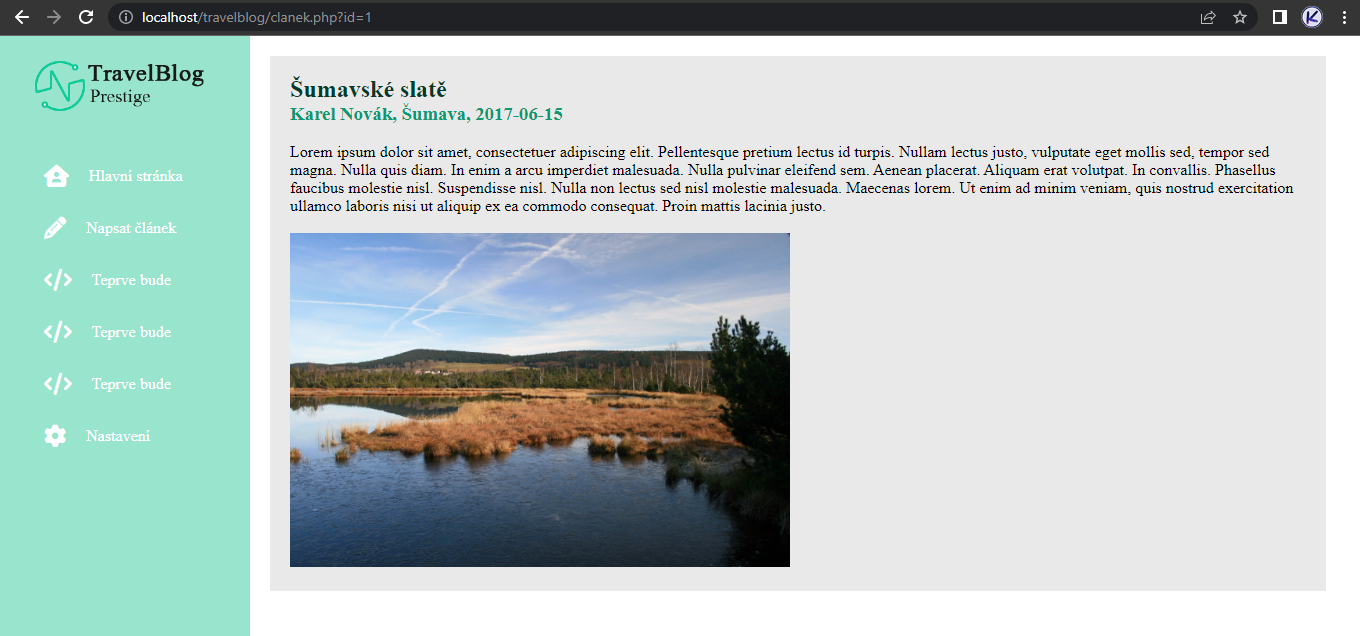 localhost/travelblog/clanek.php?id=1
TravelBlog
Prestige
Hlavní stránka
Napsat článek
Teprve bude
Teprve bude
Teprve bude
Nastavení
Šumavské slatě
Karel Novák, Šumava, 2017-06-15
Lorem ipsum dolor sit amet, consectetuer adipiscing elit. Pellentesque pretium lectus id turpis. Nullam lectus justo, vulputate eget mollis sed, tempor sed
magna. Nulla quis diam. In enim a arcu imperdiet malesuada. Nulla pulvinar eleifend sem. Aenean placerat. Aliquam erat volutpat. In convallis. Phasellus
faucibus molestie nisl. Suspendisse nisl. Nulla non lectus sed nisl molestie malesuada. Maecenas lorem. Ut enim ad minim veniam, quis nostrud exercitation
ullamco laboris nisi ut aliquip ex ea commodo consequat. Proin mattis lacinia justo.